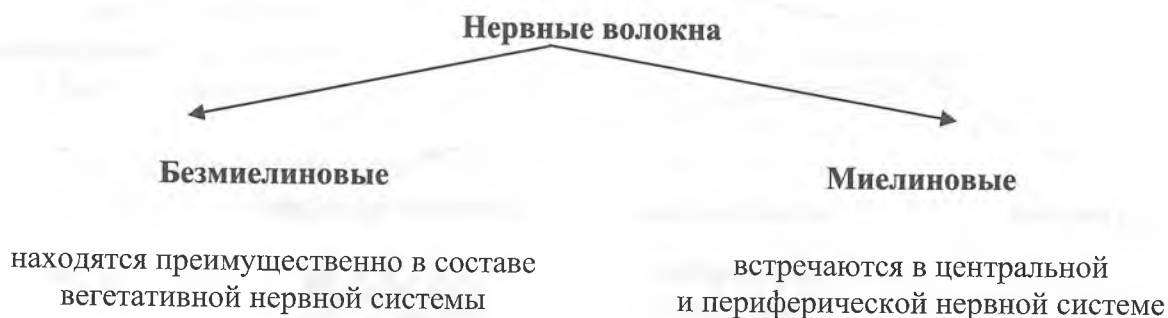 Нервные волокна
Безмиелиновые
Миелиновые
находятся преимущественно в составе
вегетативной нервной системы
встречаются в центральной
и периферической нервной системе